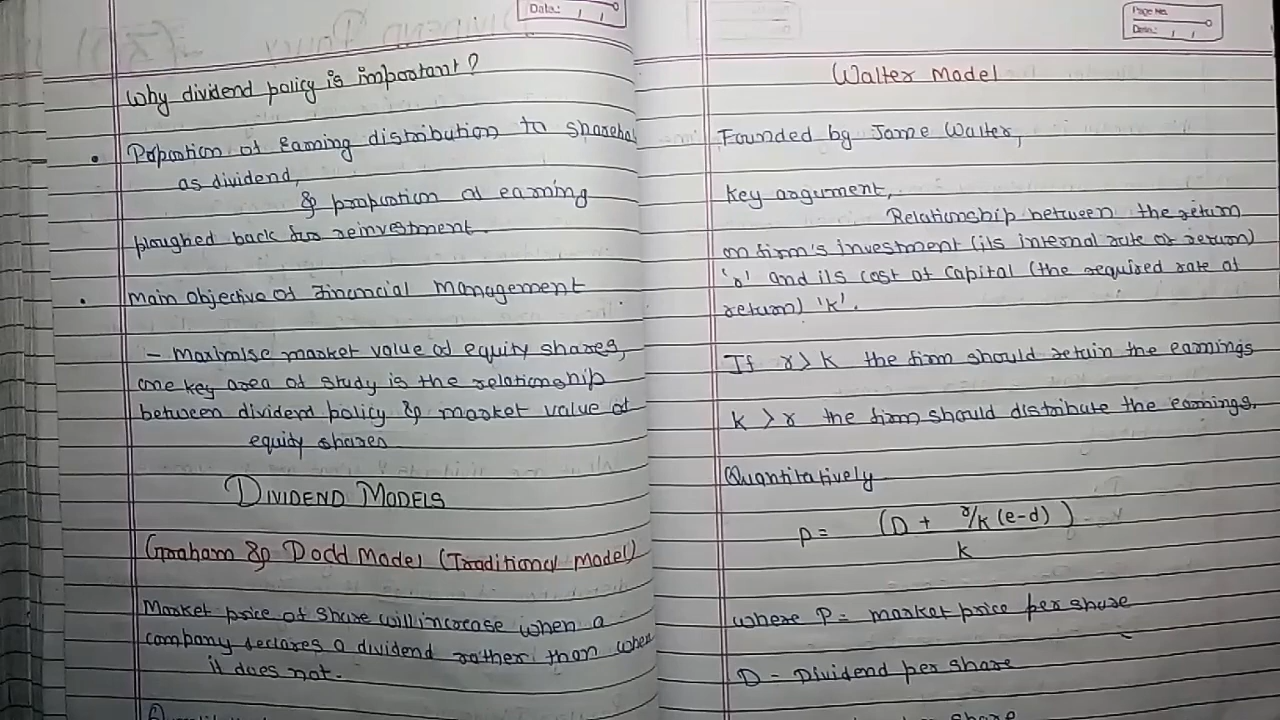 Date:
Why dividend policy is important?
• Propotion of Earning distribution to shareho
as dividend,
& propotion of earning
ploughed back for reinvestment.
• Main Objective of Financial Management
- Maximise market value of equity shares,
one key area of study is the relationship
between dividend policy & market value of
equity shares
DIVIDEND MODELS
Graham & Dodd Model (Traditional Model)
Market price of share will increase when a
company declares a dividend rather than when
it does not.
Page No.
Date:
Walter Model
Founded by Jame Walter,
Key argument,
Relationship between the return
on firm's investment (its internal rate of return)
'r' and its cost of Capital (the required rate of
return) 'k'.
If r > k the firm should retain the earnings
k > r the firm should distribute the earnings.
Quantitatively
P = (D + r/k (e-d))
k
where P = market price per share
D - Dividend per share
share